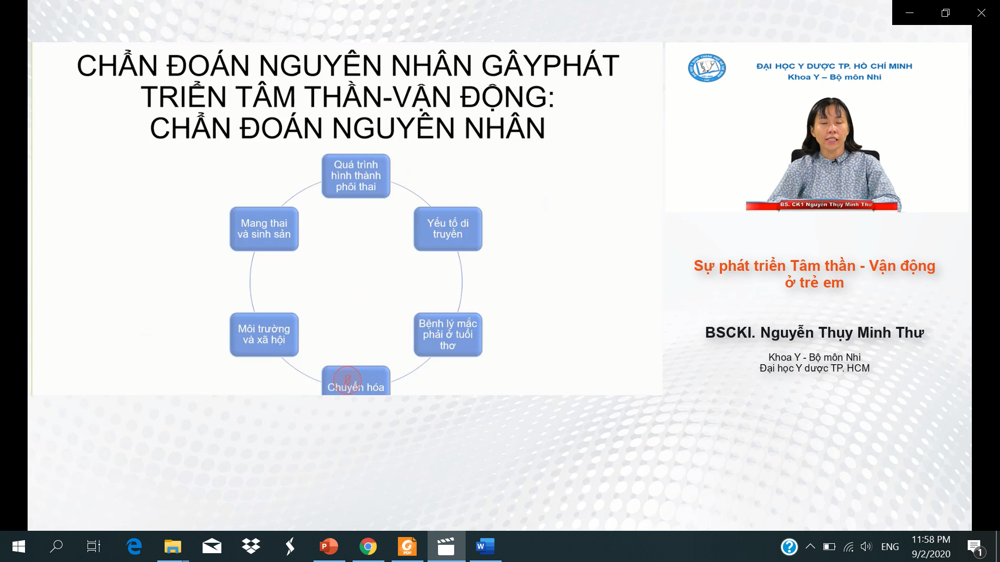 CHẨN ĐOÁN NGUYÊN NHÂN GÂYPHÁT
TRIỂN TÂM THẦN-VẬN ĐỘNG:
CHẨN ĐOÁN NGUYÊN NHÂN
Quá trình
hình thành
phôi thai
Mang thai
và sinh sản
Yếu tố di
truyền
Môi trường
và xã hội
Bệnh lý mắc
phải ở tuổi
thơ
Chuyển hóa
ĐẠI HỌC Y DƯỢC TP. HỒ CHÍ MINH
Khoa Y – Bộ môn Nhi
BS. CK1 Nguyễn Thụy Minh Thư
Sự phát triển Tâm thần - Vận động
ở trẻ em
BSCKI. Nguyễn Thụy Minh Thư
Khoa Y - Bộ môn Nhi
Đại học Y dược TP. HCM
ENG
11:58 PM
9/2/2020
1